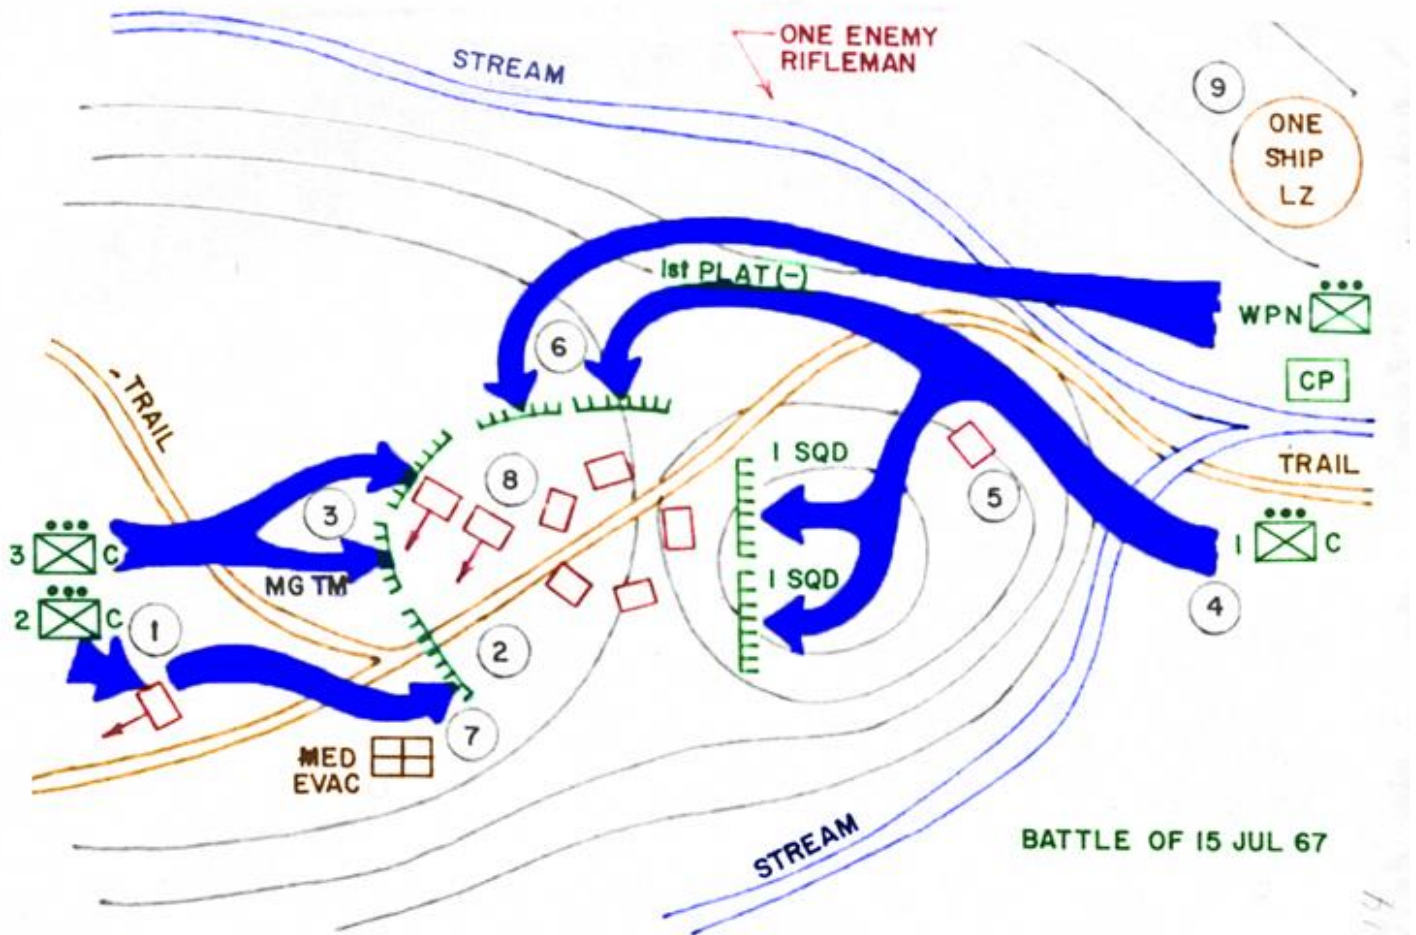 STREAM
ONE ENEMY
RIFLEMAN
9
ONE
SHIP
LZ
1st PLAT (-)
WPN
6
CP
TRAIL
1 SQD
TRAIL
8
5
3
3 C
1 C
MG TM
1 SQD
2 C
1
4
2
7
MED
EVAC
STREAM
BATTLE OF 15 JUL 67
14